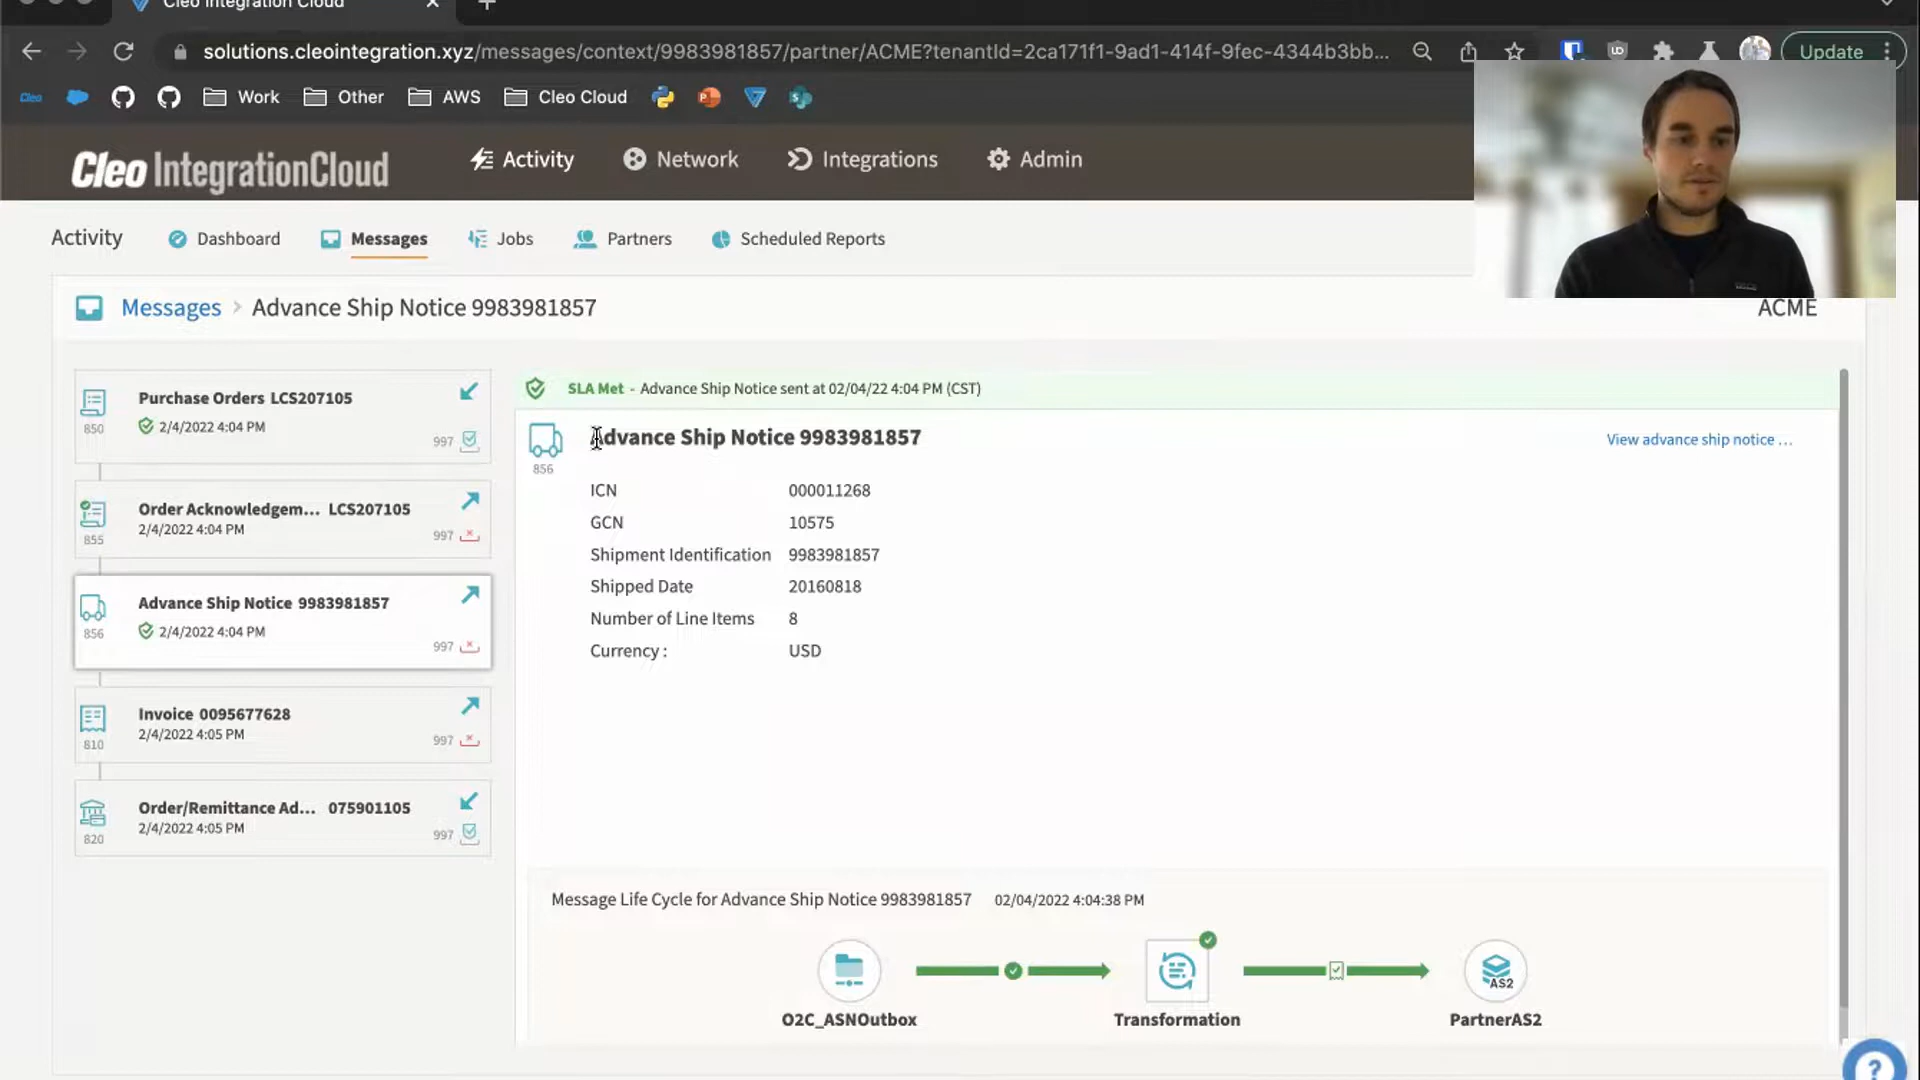 Cleo Integration Cloud
solutions.cleointegration.xyz/messages/context/9983981857/partner/ACME?tenantId=2ca171f1-9ad1-414f-9fec-4344b3bb...
Update
Cleo
Work
Other
AWS
Cleo Cloud
Cleo IntegrationCloud
Activity
Network
Integrations
Admin
Activity
Dashboard
Messages
Jobs
Partners
Scheduled Reports
Messages > Advance Ship Notice 9983981857
ACME
Purchase Orders LCS207105
850
2/4/2022 4:04 PM
997
Order Acknowledgem... LCS207105
855
2/4/2022 4:04 PM
997
Advance Ship Notice 9983981857
856
2/4/2022 4:04 PM
997
Invoice 0095677628
810
2/4/2022 4:05 PM
997
Order/Remittance Ad... 075901105
820
2/4/2022 4:05 PM
997
SLA Met - Advance Ship Notice sent at 02/04/22 4:04 PM (CST)
856
Advance Ship Notice 9983981857
View advance ship notice ...
ICN 000011268
GCN 10575
Shipment Identification 9983981857
Shipped Date 20160818
Number of Line Items 8
Currency : USD
Message Life Cycle for Advance Ship Notice 9983981857 02/04/2022 4:04:38 PM
AS2
O2C_ASNOutbox
Transformation
PartnerAS2
?